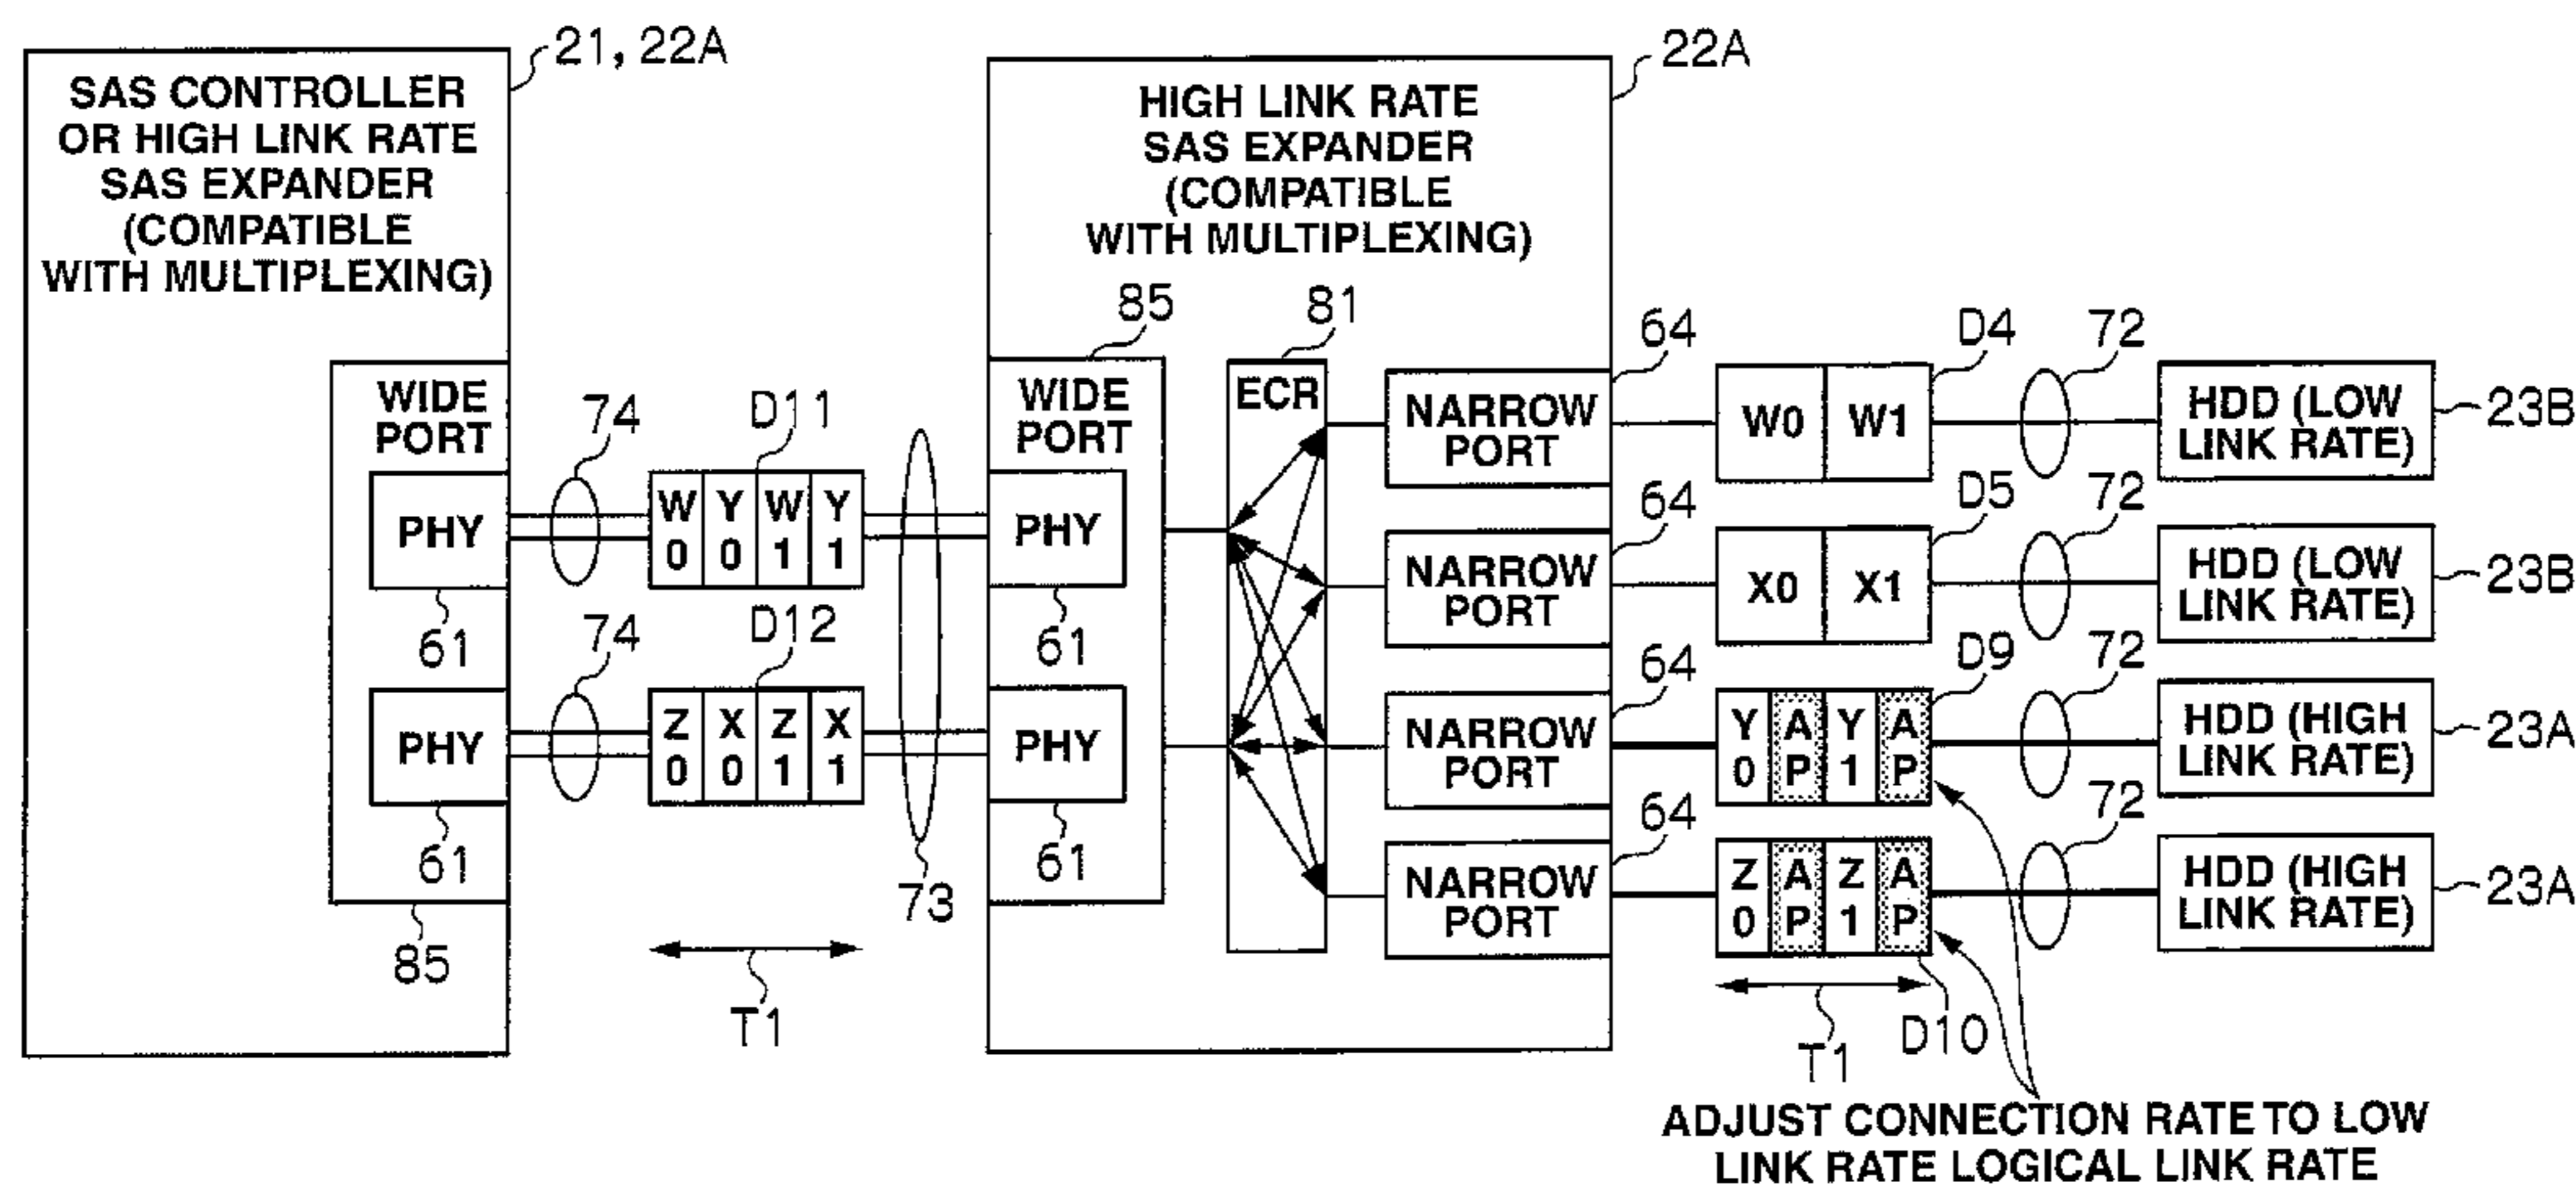 21, 22A
SAS CONTROLLER
OR HIGH LINK RATE
SAS EXPANDER
(COMPATIBLE
WITH MULTIPLEXING)
WIDE
PORT
PHY
61
PHY
61
85
74
74
D11
W Y W Y
0 0 1 1
D12
Z X Z X
0 0 1 1
T1
73
22A
HIGH LINK RATE
SAS EXPANDER
(COMPATIBLE
WITH MULTIPLEXING)
85
WIDE
PORT
PHY
61
PHY
61
81
ECR
64
NARROW
PORT
64
NARROW
PORT
64
NARROW
PORT
64
NARROW
PORT
D4
W0 W1
72
HDD (LOW
LINK RATE)
23B
D5
X0 X1
72
HDD (LOW
LINK RATE)
23B
D9
Y A Y A
0 P 1 P
72
HDD (HIGH
LINK RATE)
23A
Z A Z A
0 P 1 P
72
HDD (HIGH
LINK RATE)
23A
T1
D10
ADJUST CONNECTION RATE TO LOW
LINK RATE LOGICAL LINK RATE